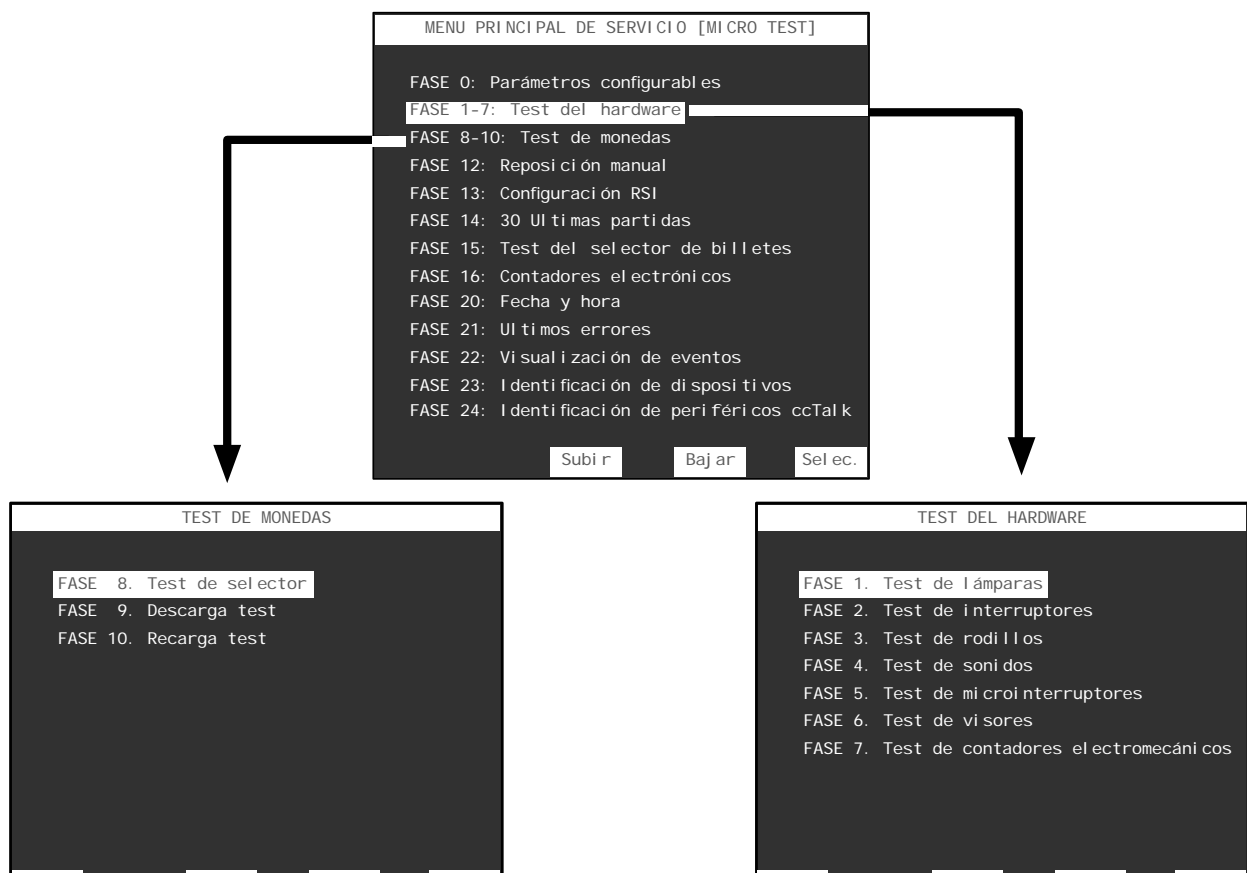 MENU PRINCIPAL DE SERVICIO [MICRO TEST]
FASE 0: Parámetros configurables
FASE 1-7: Test del hardware
FASE 8-10: Test de monedas
FASE 12: Reposición manual
FASE 13: Configuración RSI
FASE 14: 30 Ultimas partidas
FASE 15: Test del selector de billetes
FASE 16: Contadores electrónicos
FASE 20: Fecha y hora
FASE 21: Ultimos errores
FASE 22: Visualización de eventos
FASE 23: Identificación de dispositivos
FASE 24: Identificación de periféricos ccTalk
Subir Bajar Selec.
TEST DE MONEDAS
FASE 8. Test de selector
FASE 9. Descarga test
FASE 10. Recarga test
TEST DEL HARDWARE
FASE 1. Test de lámparas
FASE 2. Test de interruptores
FASE 3. Test de rodillos
FASE 4. Test de sonidos
FASE 5. Test de microinterruptores
FASE 6. Test de visores
FASE 7. Test de contadores electromecánicos